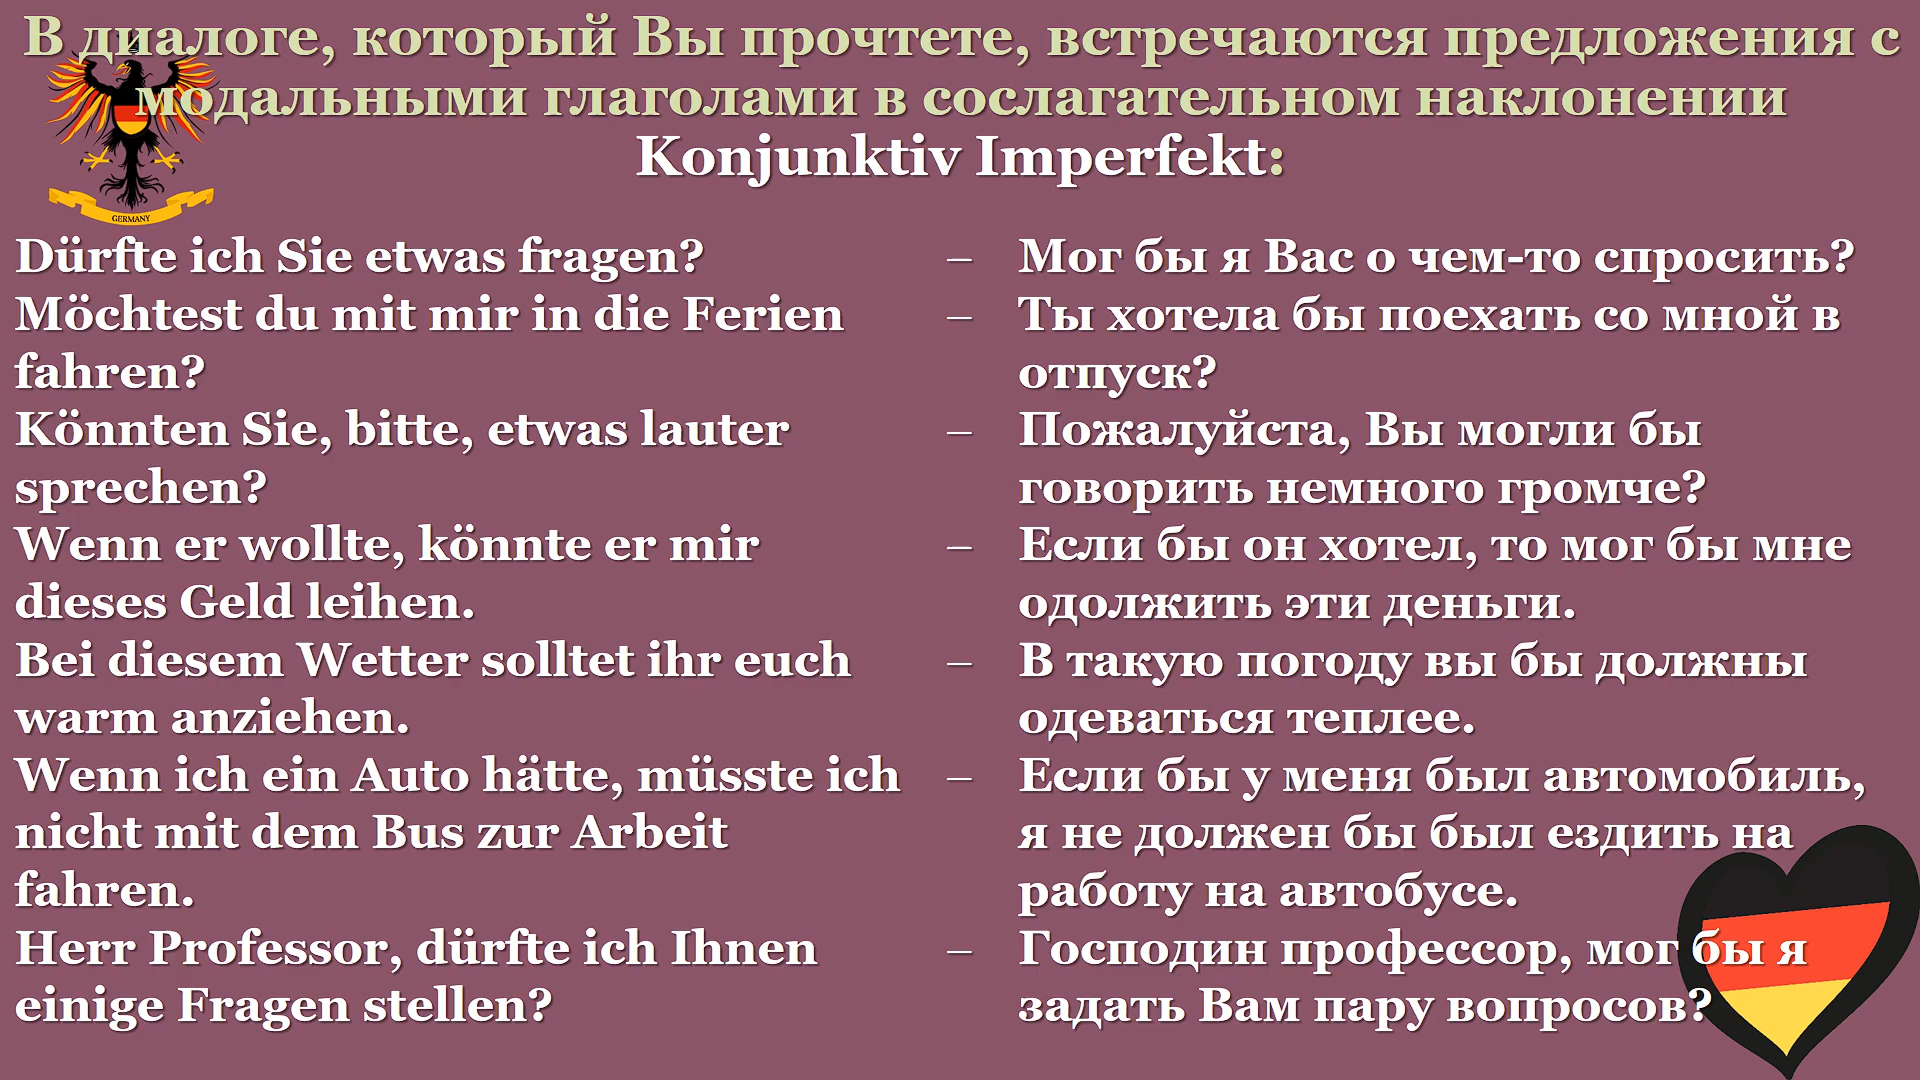 В диалоге, который Вы прочтете, встречаются предложения с
модальными глаголами в сослагательном наклонении
Konjunktiv Imperfekt:
GERMANY
Dürfte ich Sie etwas fragen? – Мог бы я Вас о чем-то спросить?
Möchtest du mit mir in die Ferien – Ты хотела бы поехать со мной в
fahren? отпуск?
Könnten Sie, bitte, etwas lauter – Пожалуйста, Вы могли бы
sprechen? говорить немного громче?
Wenn er wollte, könnte er mir – Если бы он хотел, то мог бы мне
dieses Geld leihen. одолжить эти деньги.
Bei diesem Wetter solltet ihr euch – В такую погоду вы бы должны
warm anziehen. одеваться теплее.
Wenn ich ein Auto hätte, müsste ich – Если бы у меня был автомобиль,
nicht mit dem Bus zur Arbeit я не должен бы был ездить на
fahren. работу на автобусе.
Herr Professor, dürfte ich Ihnen – Господин профессор, мог бы я
einige Fragen stellen? задать Вам пару вопросов?